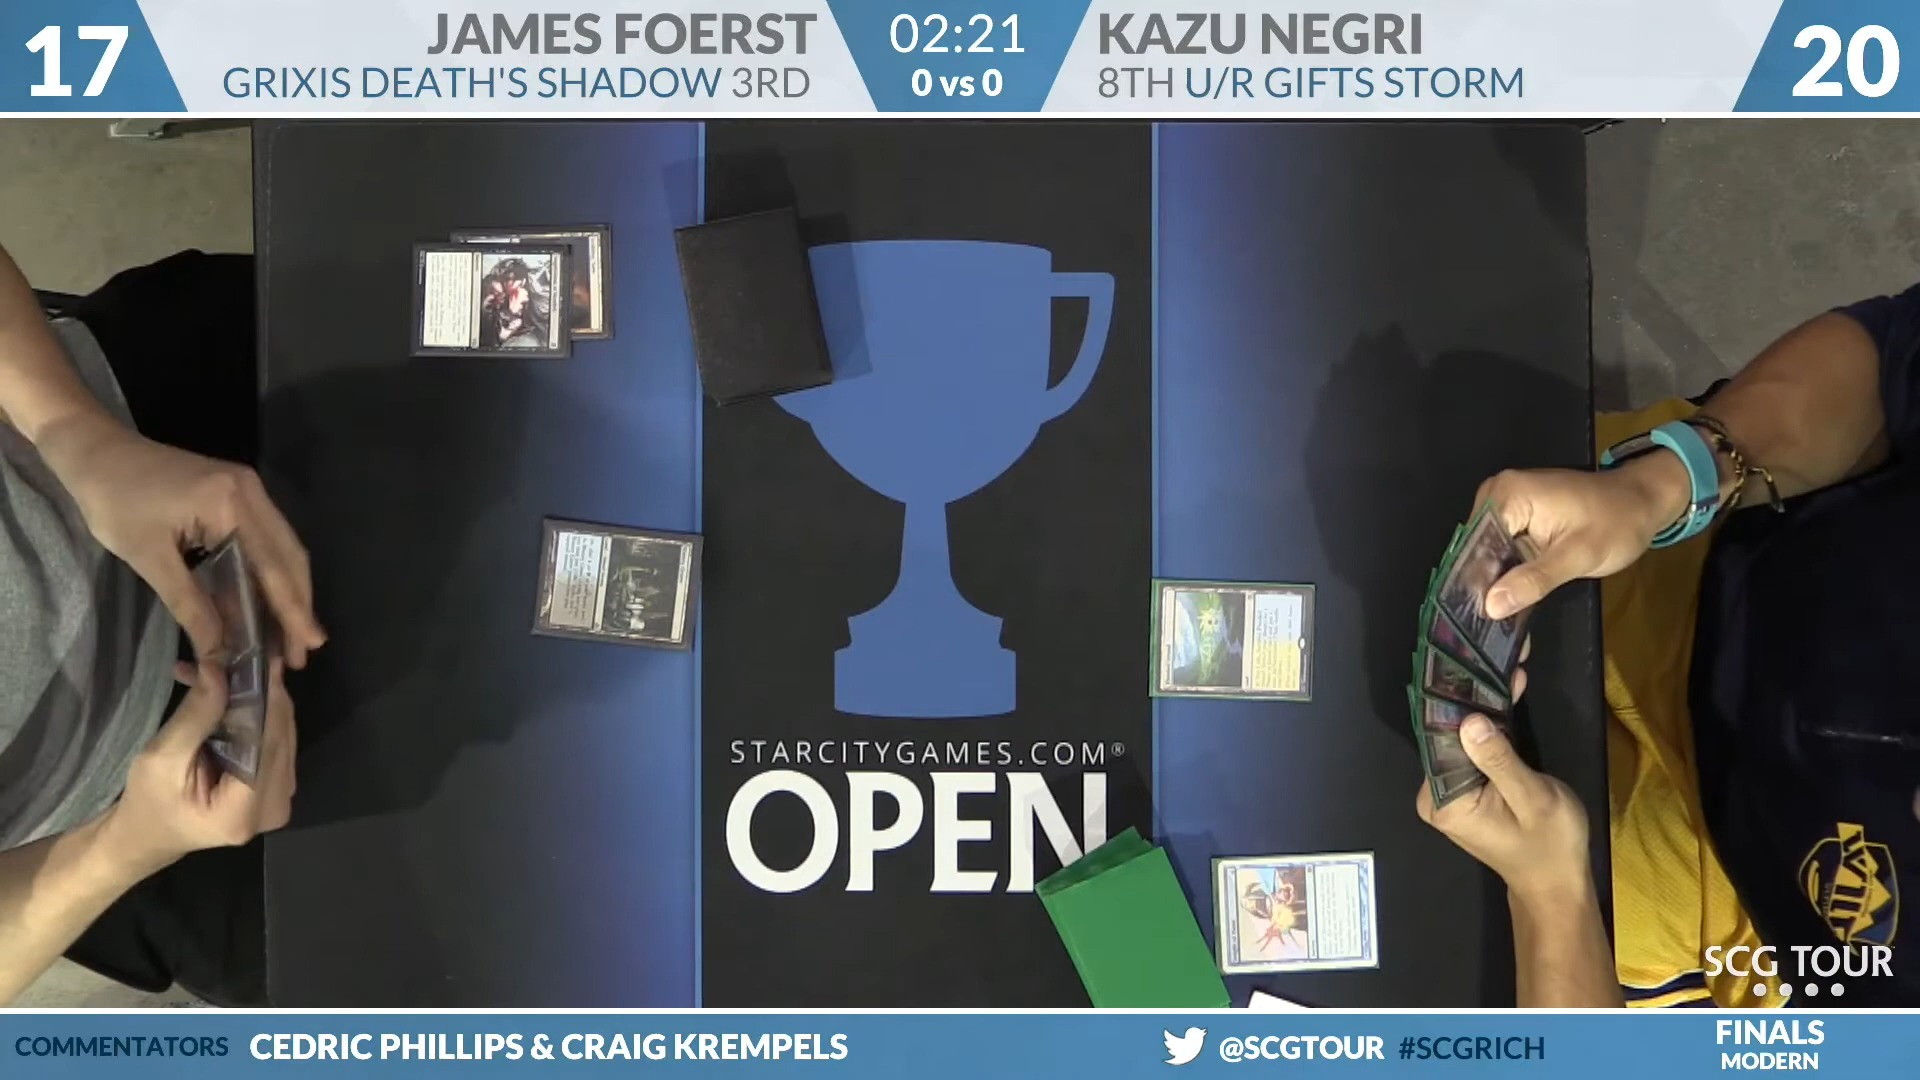 17
JAMES FOERST
GRIXIS DEATH'S SHADOW 3RD
02:21
0 vs 0
KAZU NEGRI
8TH U/R GIFTS STORM
20
STARCITYGAMES.COM®
OPEN
SCG TOUR
COMMENTATORS CEDRIC PHILLIPS & CRAIG KREMPELS
@SCGTOUR #SCGRICH
FINALS
MODERN